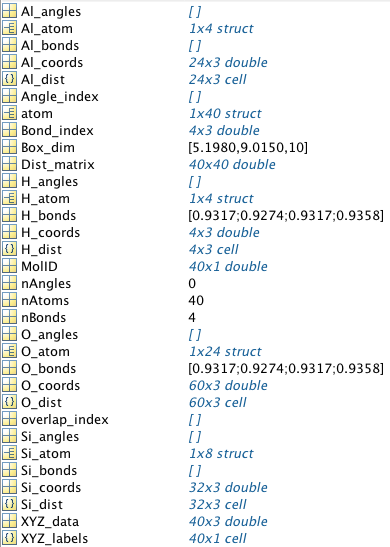 Al_angles [ ]
Al_atom 1x4 struct
Al_bonds [ ]
Al_coords 24x3 double
Al_dist 24x3 cell
Angle_index [ ]
atom 1x40 struct
Bond_index 4x3 double
Box_dim [5.1980,9.0150,10]
Dist_matrix 40x40 double
H_angles [ ]
H_atom 1x4 struct
H_bonds [0.9317;0.9274;0.9317;0.9358]
H_coords 4x3 double
H_dist 4x3 cell
MolID 40x1 double
nAngles 0
nAtoms 40
nBonds 4
O_angles [ ]
O_atom 1x24 struct
O_bonds [0.9317;0.9274;0.9317;0.9358]
O_coords 60x3 double
O_dist 60x3 cell
overlap_index [ ]
Si_angles [ ]
Si_atom 1x8 struct
Si_bonds [ ]
Si_coords 32x3 double
Si_dist 32x3 cell
XYZ_data 40x3 double
XYZ_labels 40x1 cell